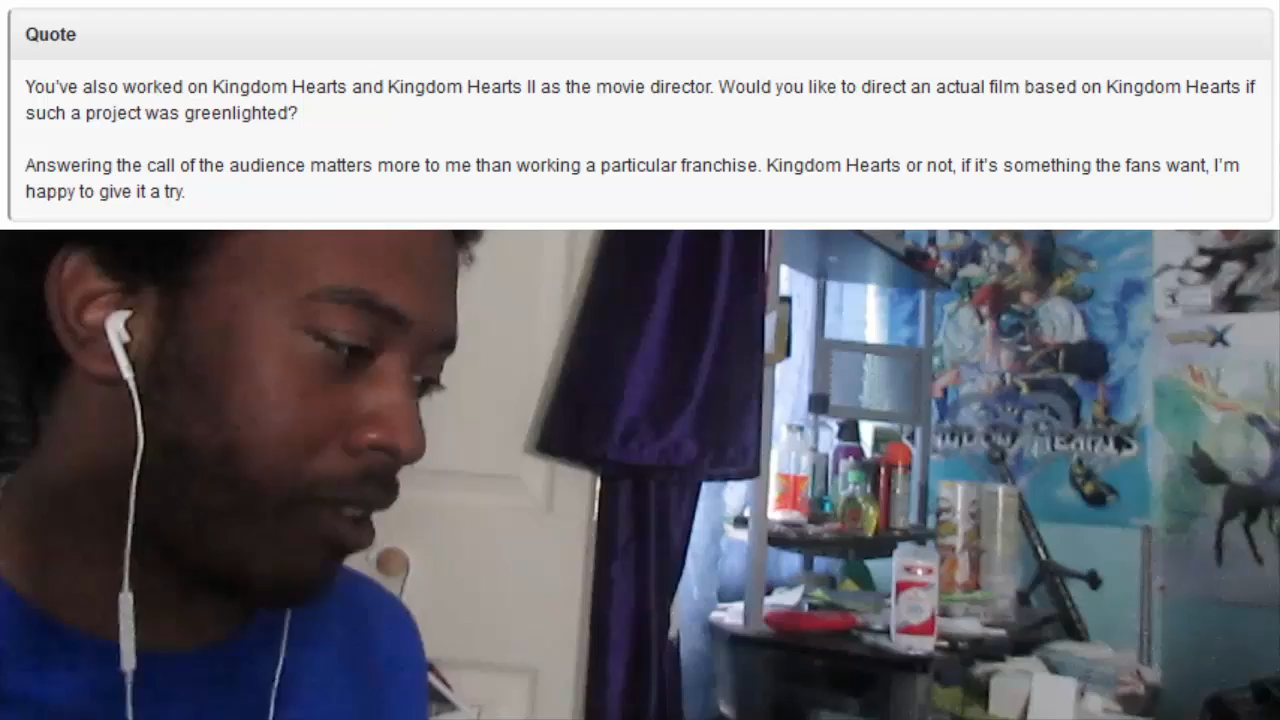 Quote
You've also worked on Kingdom Hearts and Kingdom Hearts II as the movie director. Would you like to direct an actual film based on Kingdom Hearts if
such a project was greenlighted?
Answering the call of the audience matters more to me than working a particular franchise. Kingdom Hearts or not, if it's something the fans want, I'm
happy to give it a try.
KINGDOM HEARTS